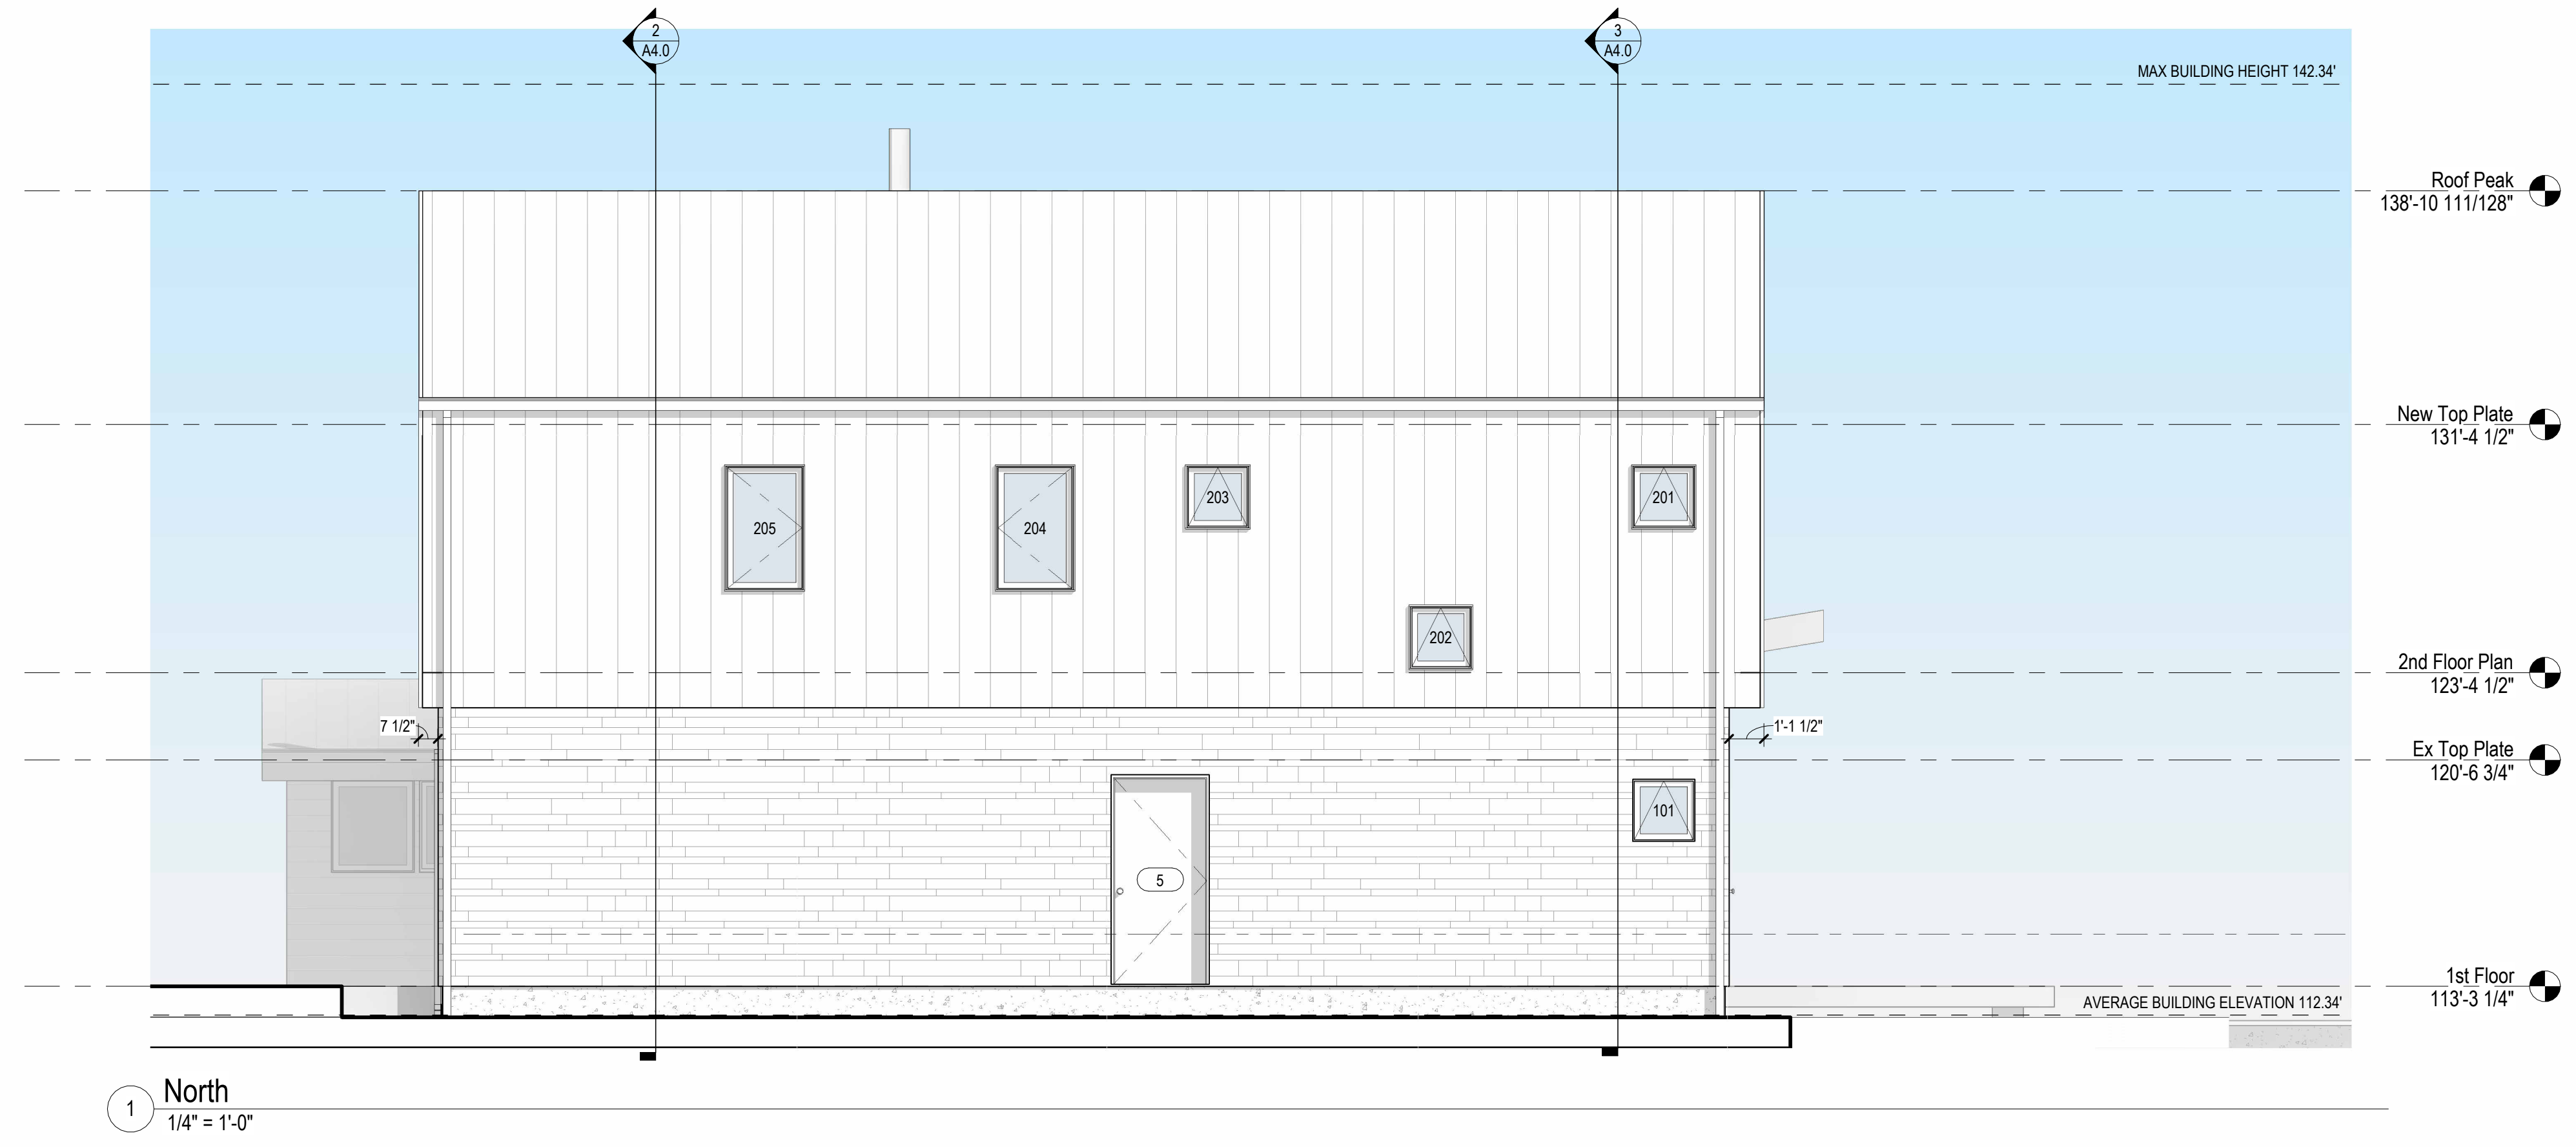 2
A4.0
3
A4.0
MAX BUILDING HEIGHT 142.34'
Roof Peak
138'-10 111/128"
New Top Plate
131'-4 1/2"
203
201
205
204
202
2nd Floor Plan
123'-4 1/2"
7 1/2"
1'-1 1/2"
Ex Top Plate
120'-6 3/4"
101
5
1st Floor
113'-3 1/4"
AVERAGE BUILDING ELEVATION 112.34'
1
North
1/4" = 1'-0"